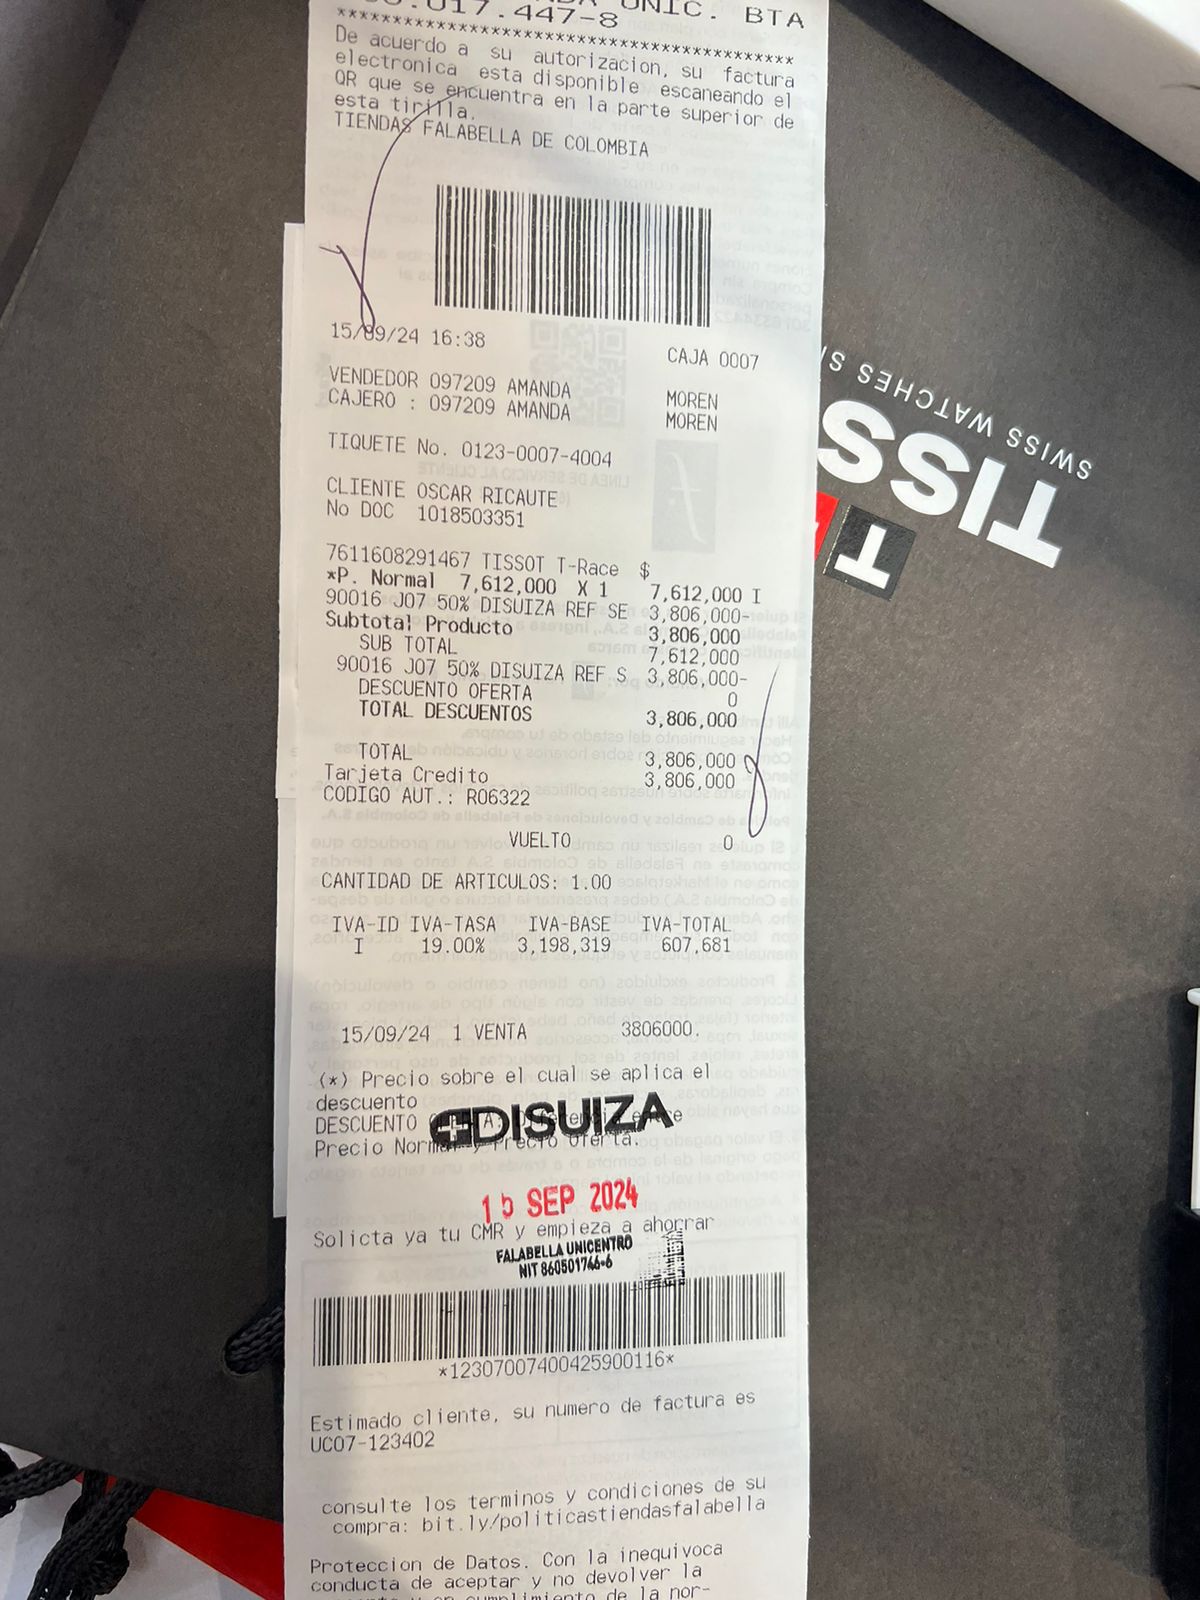 UNIC. BTA
.017.447-8
******************************************
De acuerdo a su autorizacion, su factura
electronica esta disponible escaneando el
QR que se encuentra en la parte superior de
esta tirilla.
TIENDAS FALABELLA DE COLOMBIA
15/09/24 16:38 CAJA 0007
VENDEDOR 097209 AMANDA MOREN
CAJERO : 097209 AMANDA MOREN
TIQUETE No. 0123-0007-4004
CLIENTE OSCAR RICAUTE
No DOC 1018503351
7611608291467 TISSOT T-Race $
*P. Normal 7,612,000 X 1 7,612,000 I
90016 J07 50% DISUIZA REF SE 3,806,000-
Subtotal Producto 3,806,000
SUB TOTAL 7,612,000
90016 J07 50% DISUIZA REF S 3,806,000-
DESCUENTO OFERTA 0
TOTAL DESCUENTOS 3,806,000
TOTAL 3,806,000
Tarjeta Credito 3,806,000
CODIGO AUT.: R06322
VUELTO 0
CANTIDAD DE ARTICULOS: 1.00
IVA-ID IVA-TASA IVA-BASE IVA-TOTAL
I 19.00% 3,198,319 607,681
15/09/24 1 VENTA 3806000.
(*) Precio sobre el cual se aplica el
descuento
DESCUENTO
DISUIZA
Precio Normal y Precio Oferta.
15 SEP 2024
Solicta ya tu CMR y empieza a ahorrar
FALABELLA UNICENTRO
NIT 860501746-6
*12307007400425900116*
Estimado cliente, su numero de factura es
UC07-123402
consulte los terminos y condiciones de su
compra: bit.ly/politicastiendasfalabella
Proteccion de Datos. Con la inequivoca
conducta de aceptar y no devolver la
en cumplimiento de la nor-
SWISS WATCHES
TISS
T